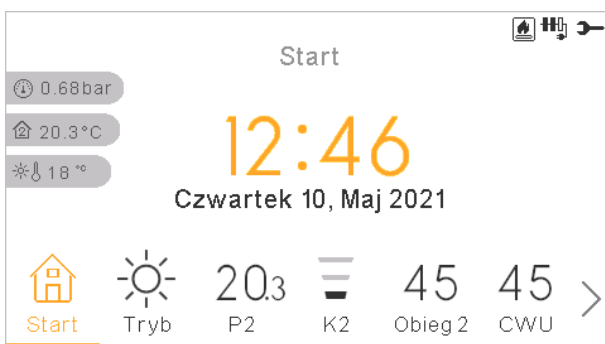 Start
0.68bar
2 20.3°C
18 °C
12:46
Czwartek 10, Maj 2021
20.3 45 45
Start Tryb P2 K2 Obieg 2 CWU